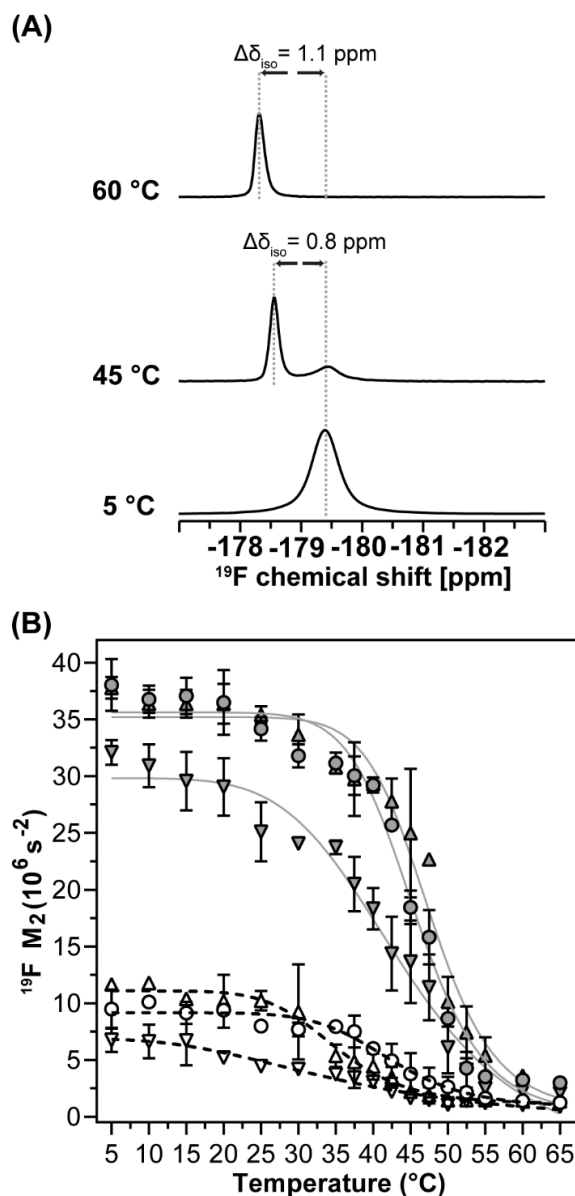 (A)
Δδiso= 1.1 ppm
60 °C
Δδiso= 0.8 ppm
45 °C
5 °C
-178 -179 -180 -181 -182
¹⁹F chemical shift [ppm]
(B)
40
35
30
25
20
15
10
5
0
¹⁹F M₂(10⁶s⁻²)
5 10 15 20 25 30 35 40 45 50 55 60 65
Temperature (°C)